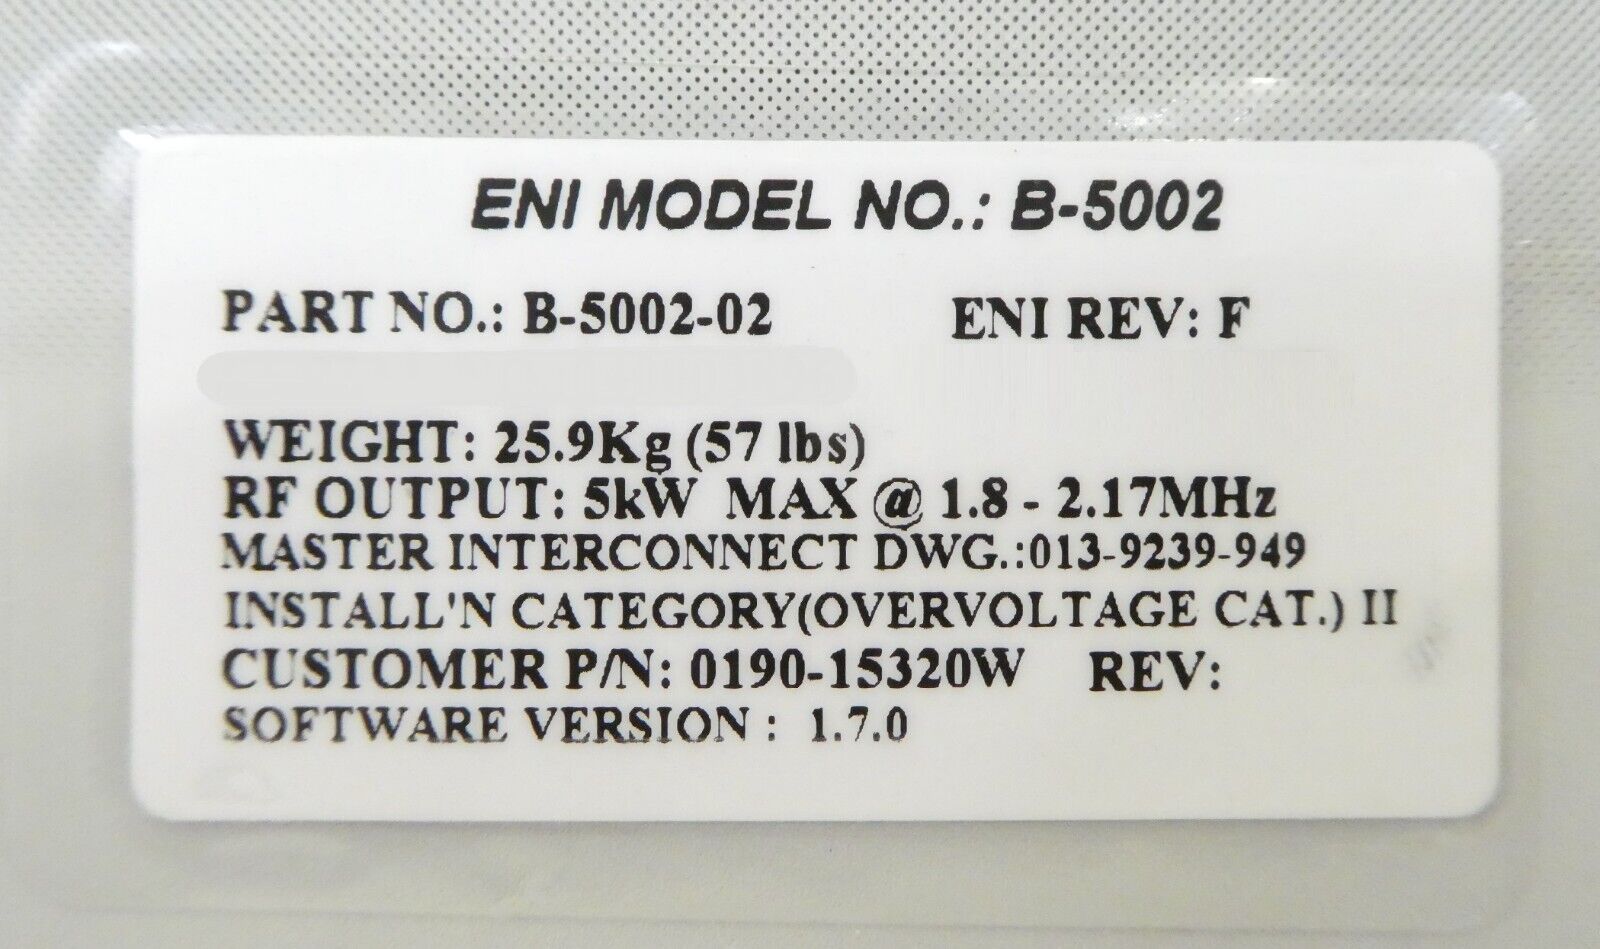 ENI MODEL NO.: B-5002
PART NO.: B-5002-02 ENI REV: F
WEIGHT: 25.9Kg (57 lbs)
RF OUTPUT: 5kW MAX @ 1.8 - 2.17MHz
MASTER INTERCONNECT DWG.:013-9239-949
INSTALL'N CATEGORY(OVERVOLTAGE CAT.) II
CUSTOMER P/N: 0190-15320W REV:
SOFTWARE VERSION : 1.7.0